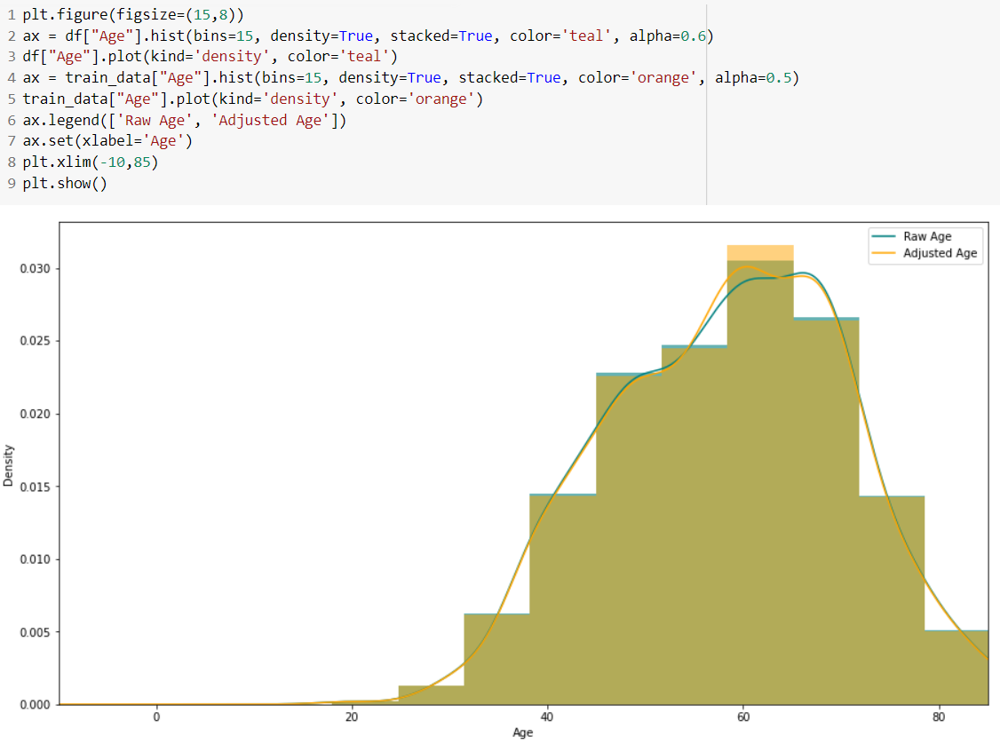 1 plt.figure(figsize=(15,8))
2 ax = df["Age"].hist(bins=15, density=True, stacked=True, color='teal', alpha=0.6)
3 df["Age"].plot(kind='density', color='teal')
4 ax = train_data["Age"].hist(bins=15, density=True, stacked=True, color='orange', alpha=0.5)
5 train_data["Age"].plot(kind='density', color='orange')
6 ax.legend(['Raw Age', 'Adjusted Age'])
7 ax.set(xlabel='Age')
8 plt.xlim(-10,85)
9 plt.show()
Raw Age
Adjusted Age
0.030
0.025
0.020
0.015
0.010
0.005
0.000
Density
0 20 40 60 80
Age